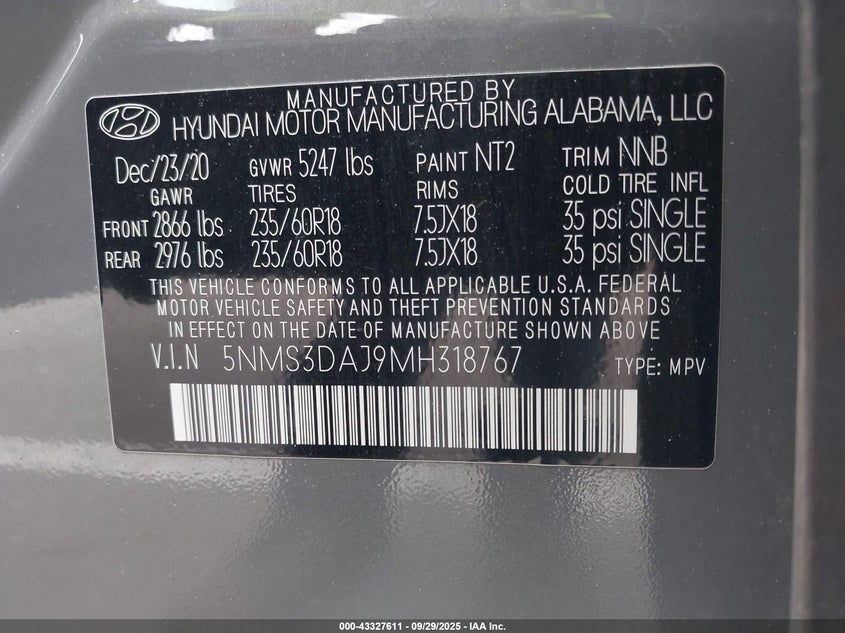 MANUFACTURED BY
HYUNDAI MOTOR MANUFACTURING ALABAMA, LLC
Dec/23/20 GVWR 5247 lbs PAINT NT2 TRIM NNB
GAWR TIRES RIMS COLD TIRE INFL
FRONT 2866 lbs 235/60R18 7.5JX18 35 psi SINGLE
REAR 2976 lbs 235/60R18 7.5JX18 35 psi SINGLE
THIS VEHICLE CONFORMS TO ALL APPLICABLE U.S.A. FEDERAL
MOTOR VEHICLE SAFETY AND THEFT PREVENTION STANDARDS
IN EFFECT ON THE DATE OF MANUFACTURE SHOWN ABOVE
V.I.N 5NMS3DAJ9MH318767 TYPE: MPV
000-43327611 - 09/29/2025 - IAA Inc.